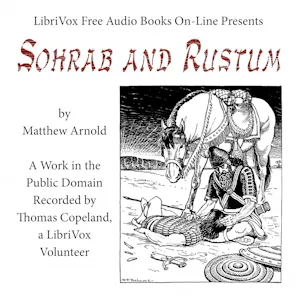 LibriVox Free Audio Books On-Line Presents
SOHRAB AND RUSTUM
by
Matthew Arnold
A Work in the
Public Domain
Recorded by
Thomas Copeland,
a LibriVox
Volunteer